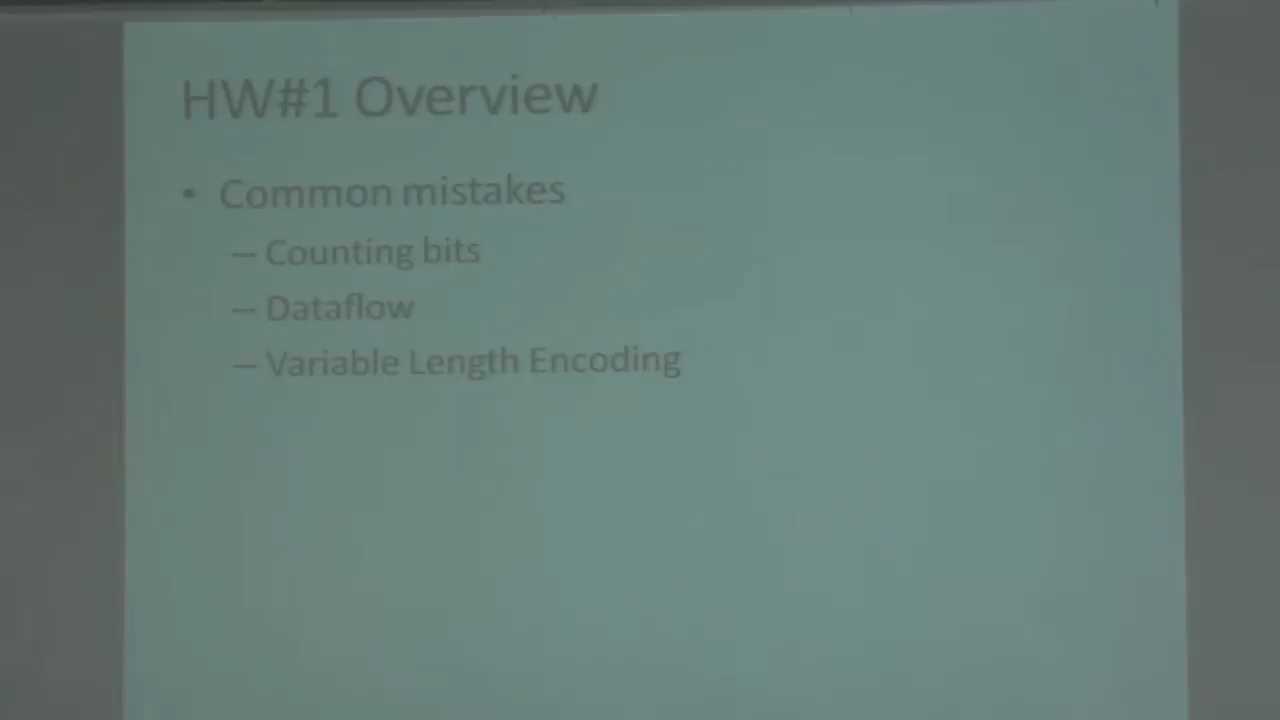 HW#1 Overview
• Common mistakes
– Counting bits
– Dataflow
– Variable Length Encoding